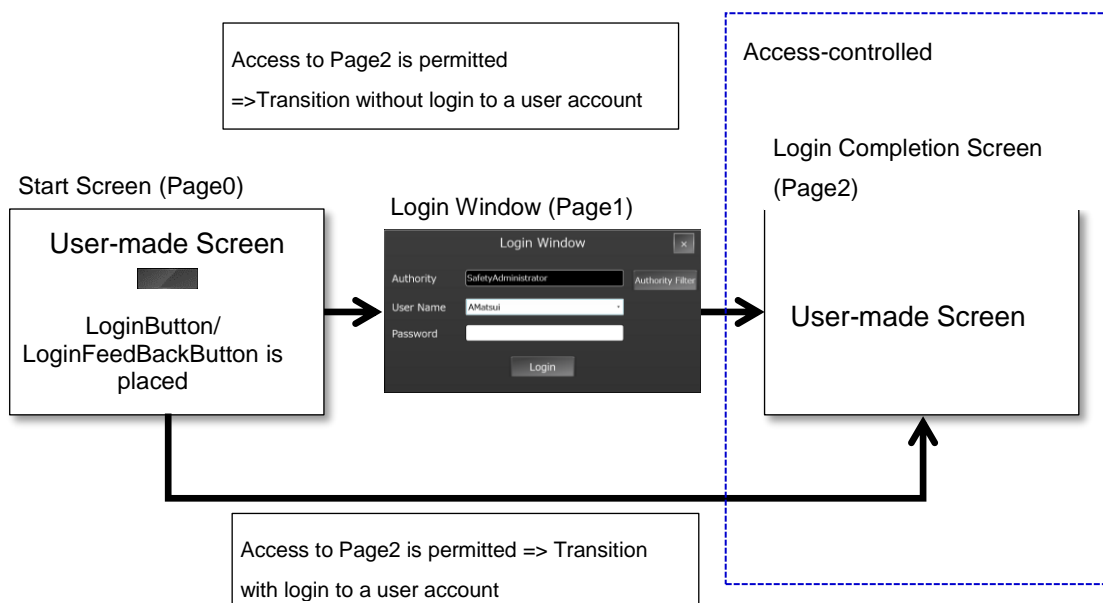 Access to Page2 is permitted
=>Transition without login to a user account
Access-controlled
Login Completion Screen
(Page2)
Start Screen (Page0)
Login Window (Page1)
User-made Screen
LoginButton/
LoginFeedBackButton is
placed
Login Window
×
Authority
SafetyAdministrator
Authority Filter
User Name
AMatsui
Password
Login
User-made Screen
Access to Page2 is permitted => Transition
with login to a user account